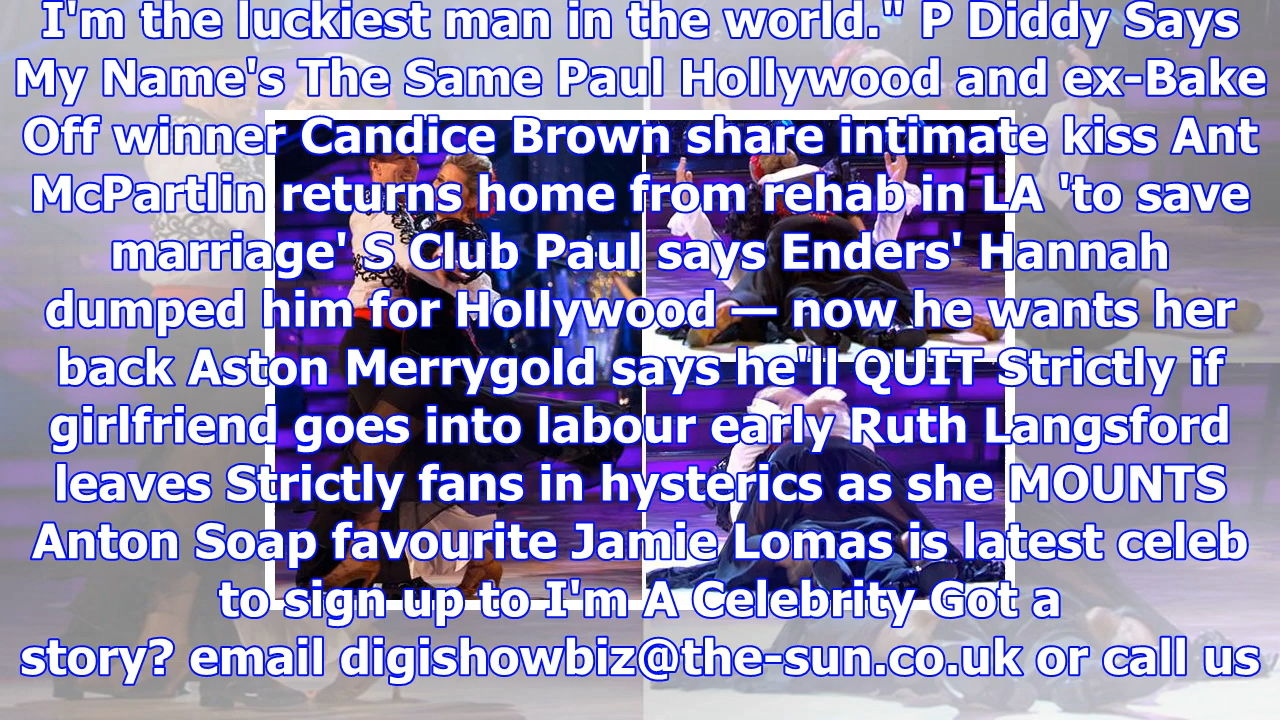 I'm the luckiest man in the world." P Diddy Says
My Name's The Same Paul Hollywood and ex-Bake
Off winner Candice Brown share intimate kiss Ant
McPartlin returns home from rehab in LA 'to save
marriage' S Club Paul says Enders' Hannah
dumped him for Hollywood — now he wants her
back Aston Merrygold says he'll QUIT Strictly if
girlfriend goes into labour early Ruth Langsford
leaves Strictly fans in hysterics as she MOUNTS
Anton Soap favourite Jamie Lomas is latest celeb
to sign up to I'm A Celebrity Got a
story? email digishowbiz@the-sun.co.uk or call us